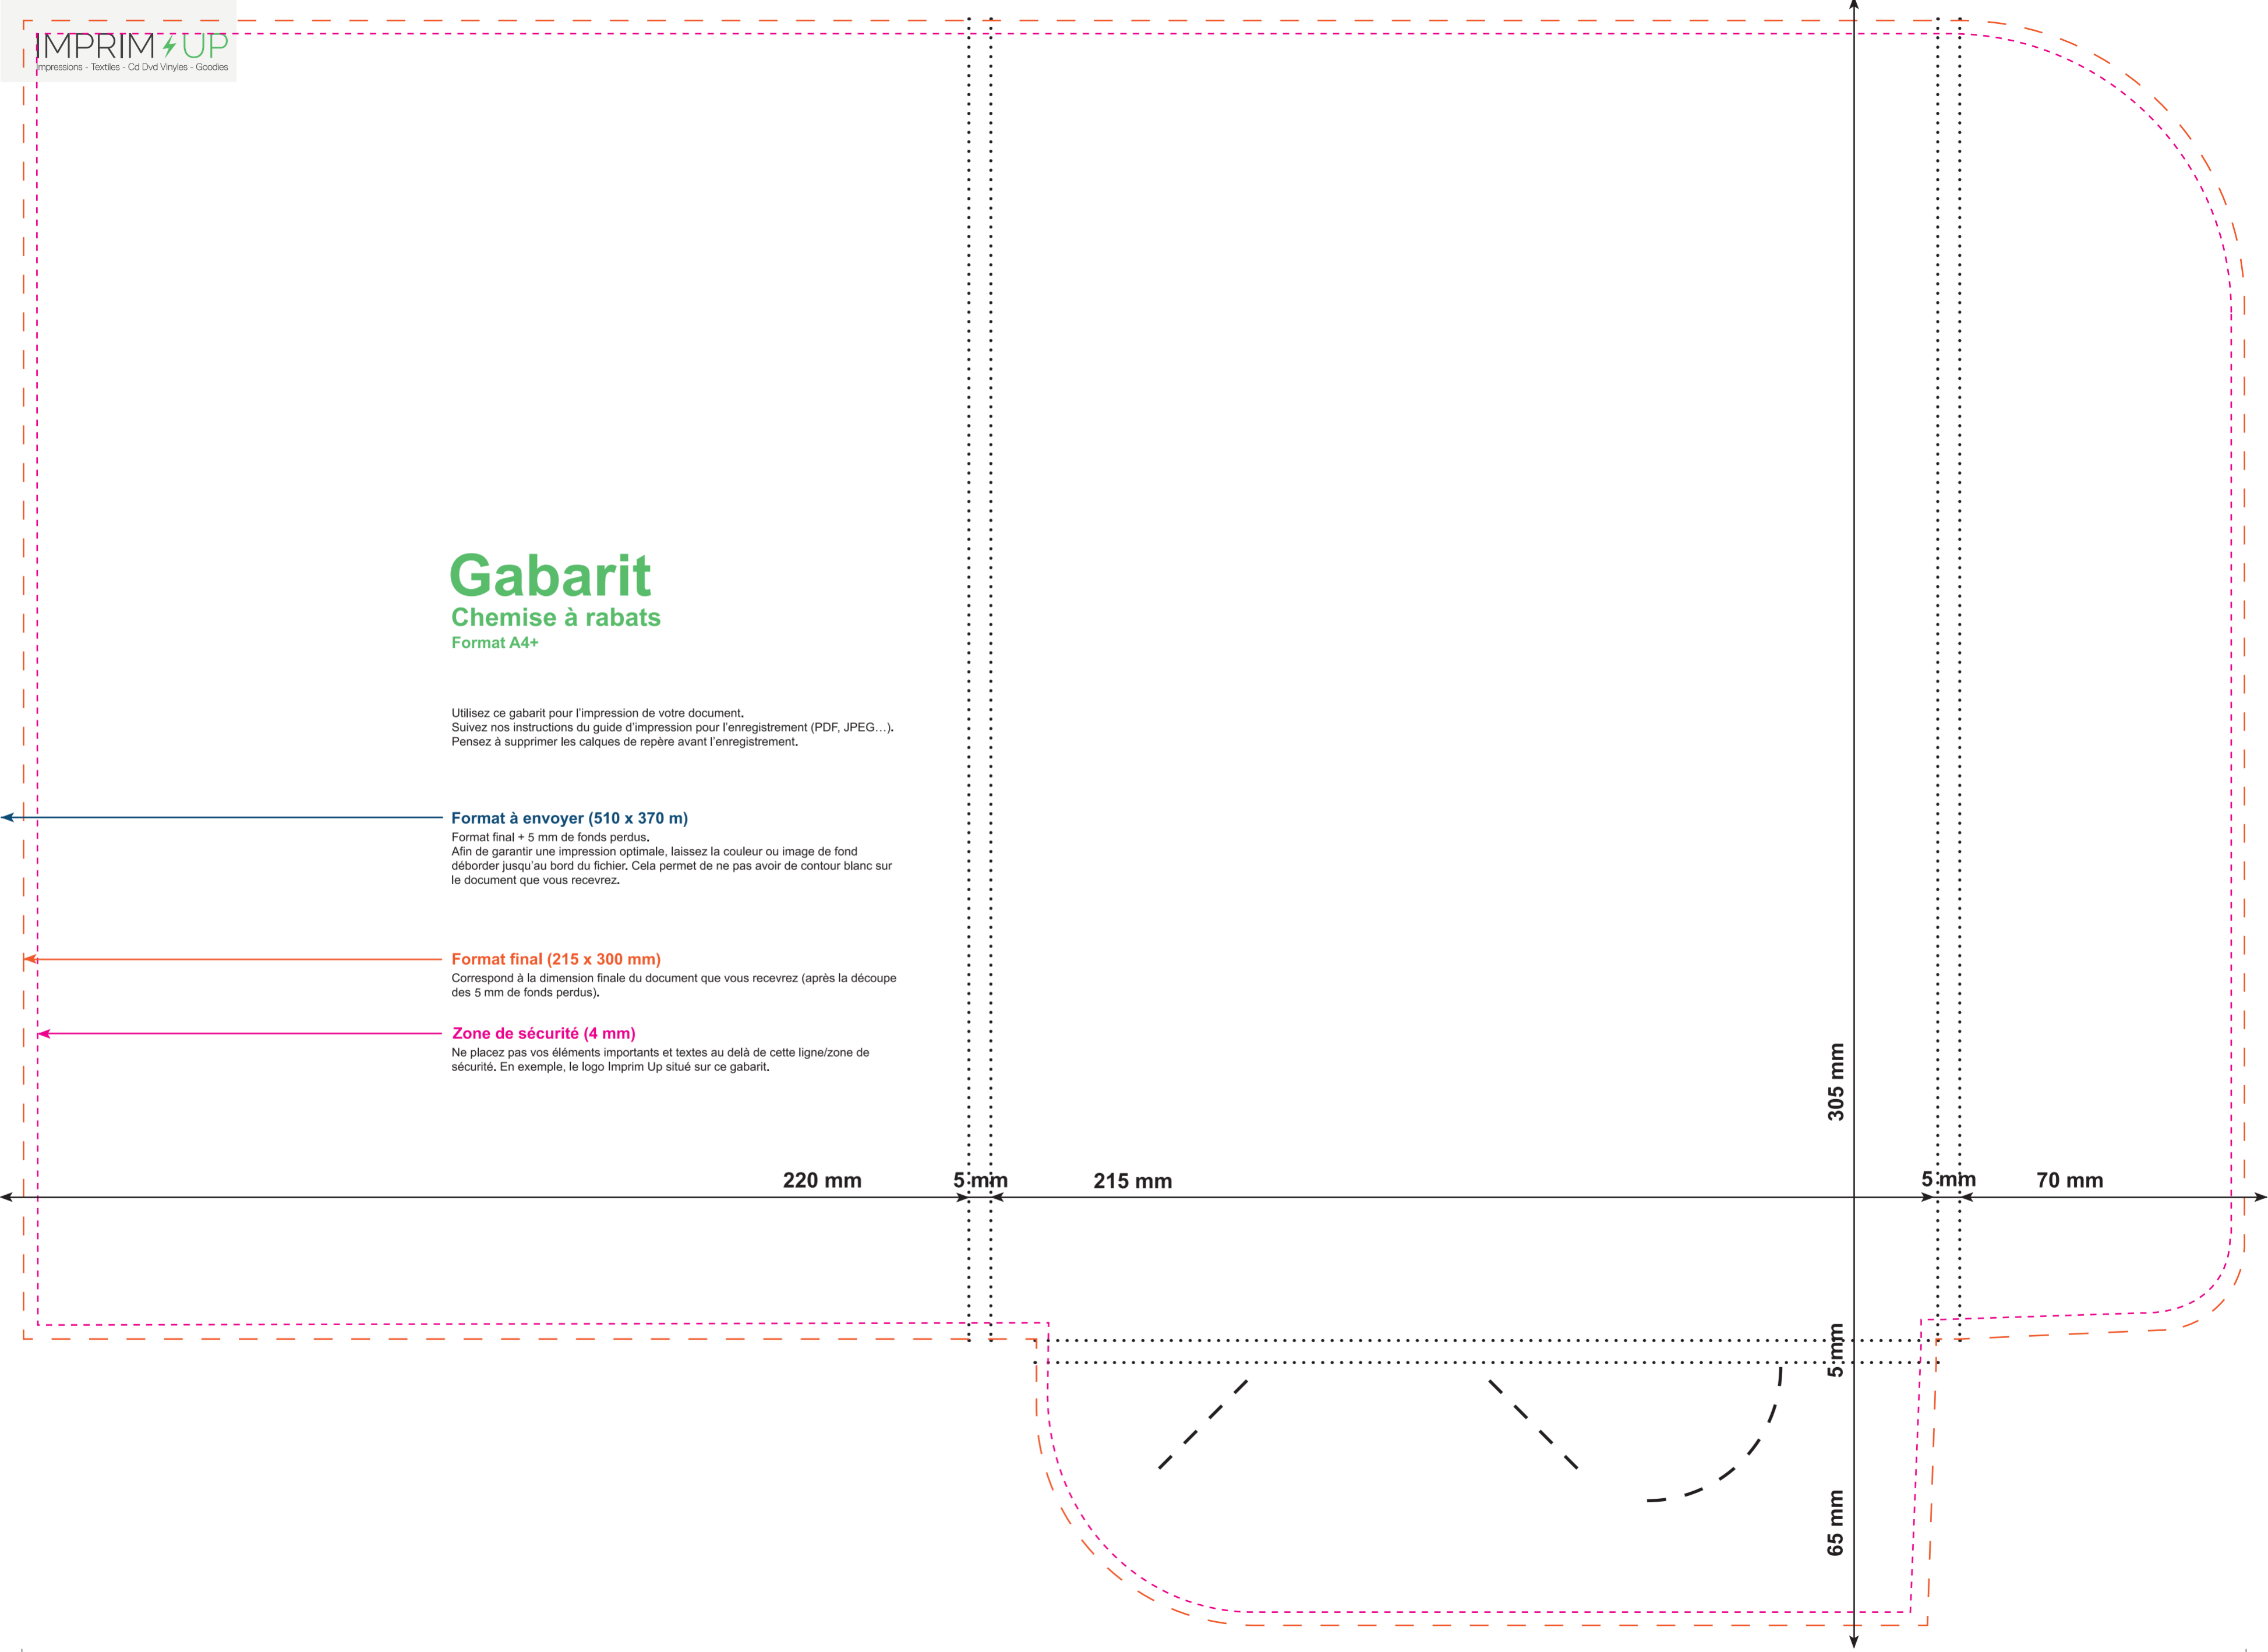 IMPRIM UP
Impressions - Textiles - Cd Dvd Vinyles - Goodies
Gabarit
Chemise à rabats
Format A4+
Utilisez ce gabarit pour l'impression de votre document.
Suivez nos instructions du guide d'impression pour l'enregistrement (PDF, JPEG...).
Pensez à supprimer les calques de repère avant l'enregistrement.
Format à envoyer (510 x 370 m)
Format final + 5 mm de fonds perdus.
Afin de garantir une impression optimale, laissez la couleur ou image de fond
déborder jusqu'au bord du fichier. Cela permet de ne pas avoir de contour blanc sur
le document que vous recevrez.
Format final (215 x 300 mm)
Correspond à la dimension finale du document que vous recevrez (après la découpe
des 5 mm de fonds perdus).
Zone de sécurité (4 mm)
Ne placez pas vos éléments importants et textes au delà de cette ligne/zone de
sécurité. En exemple, le logo Imprim Up situé sur ce gabarit.
305 mm
220 mm
5 mm
215 mm
5 mm
70 mm
5 mm
65 mm